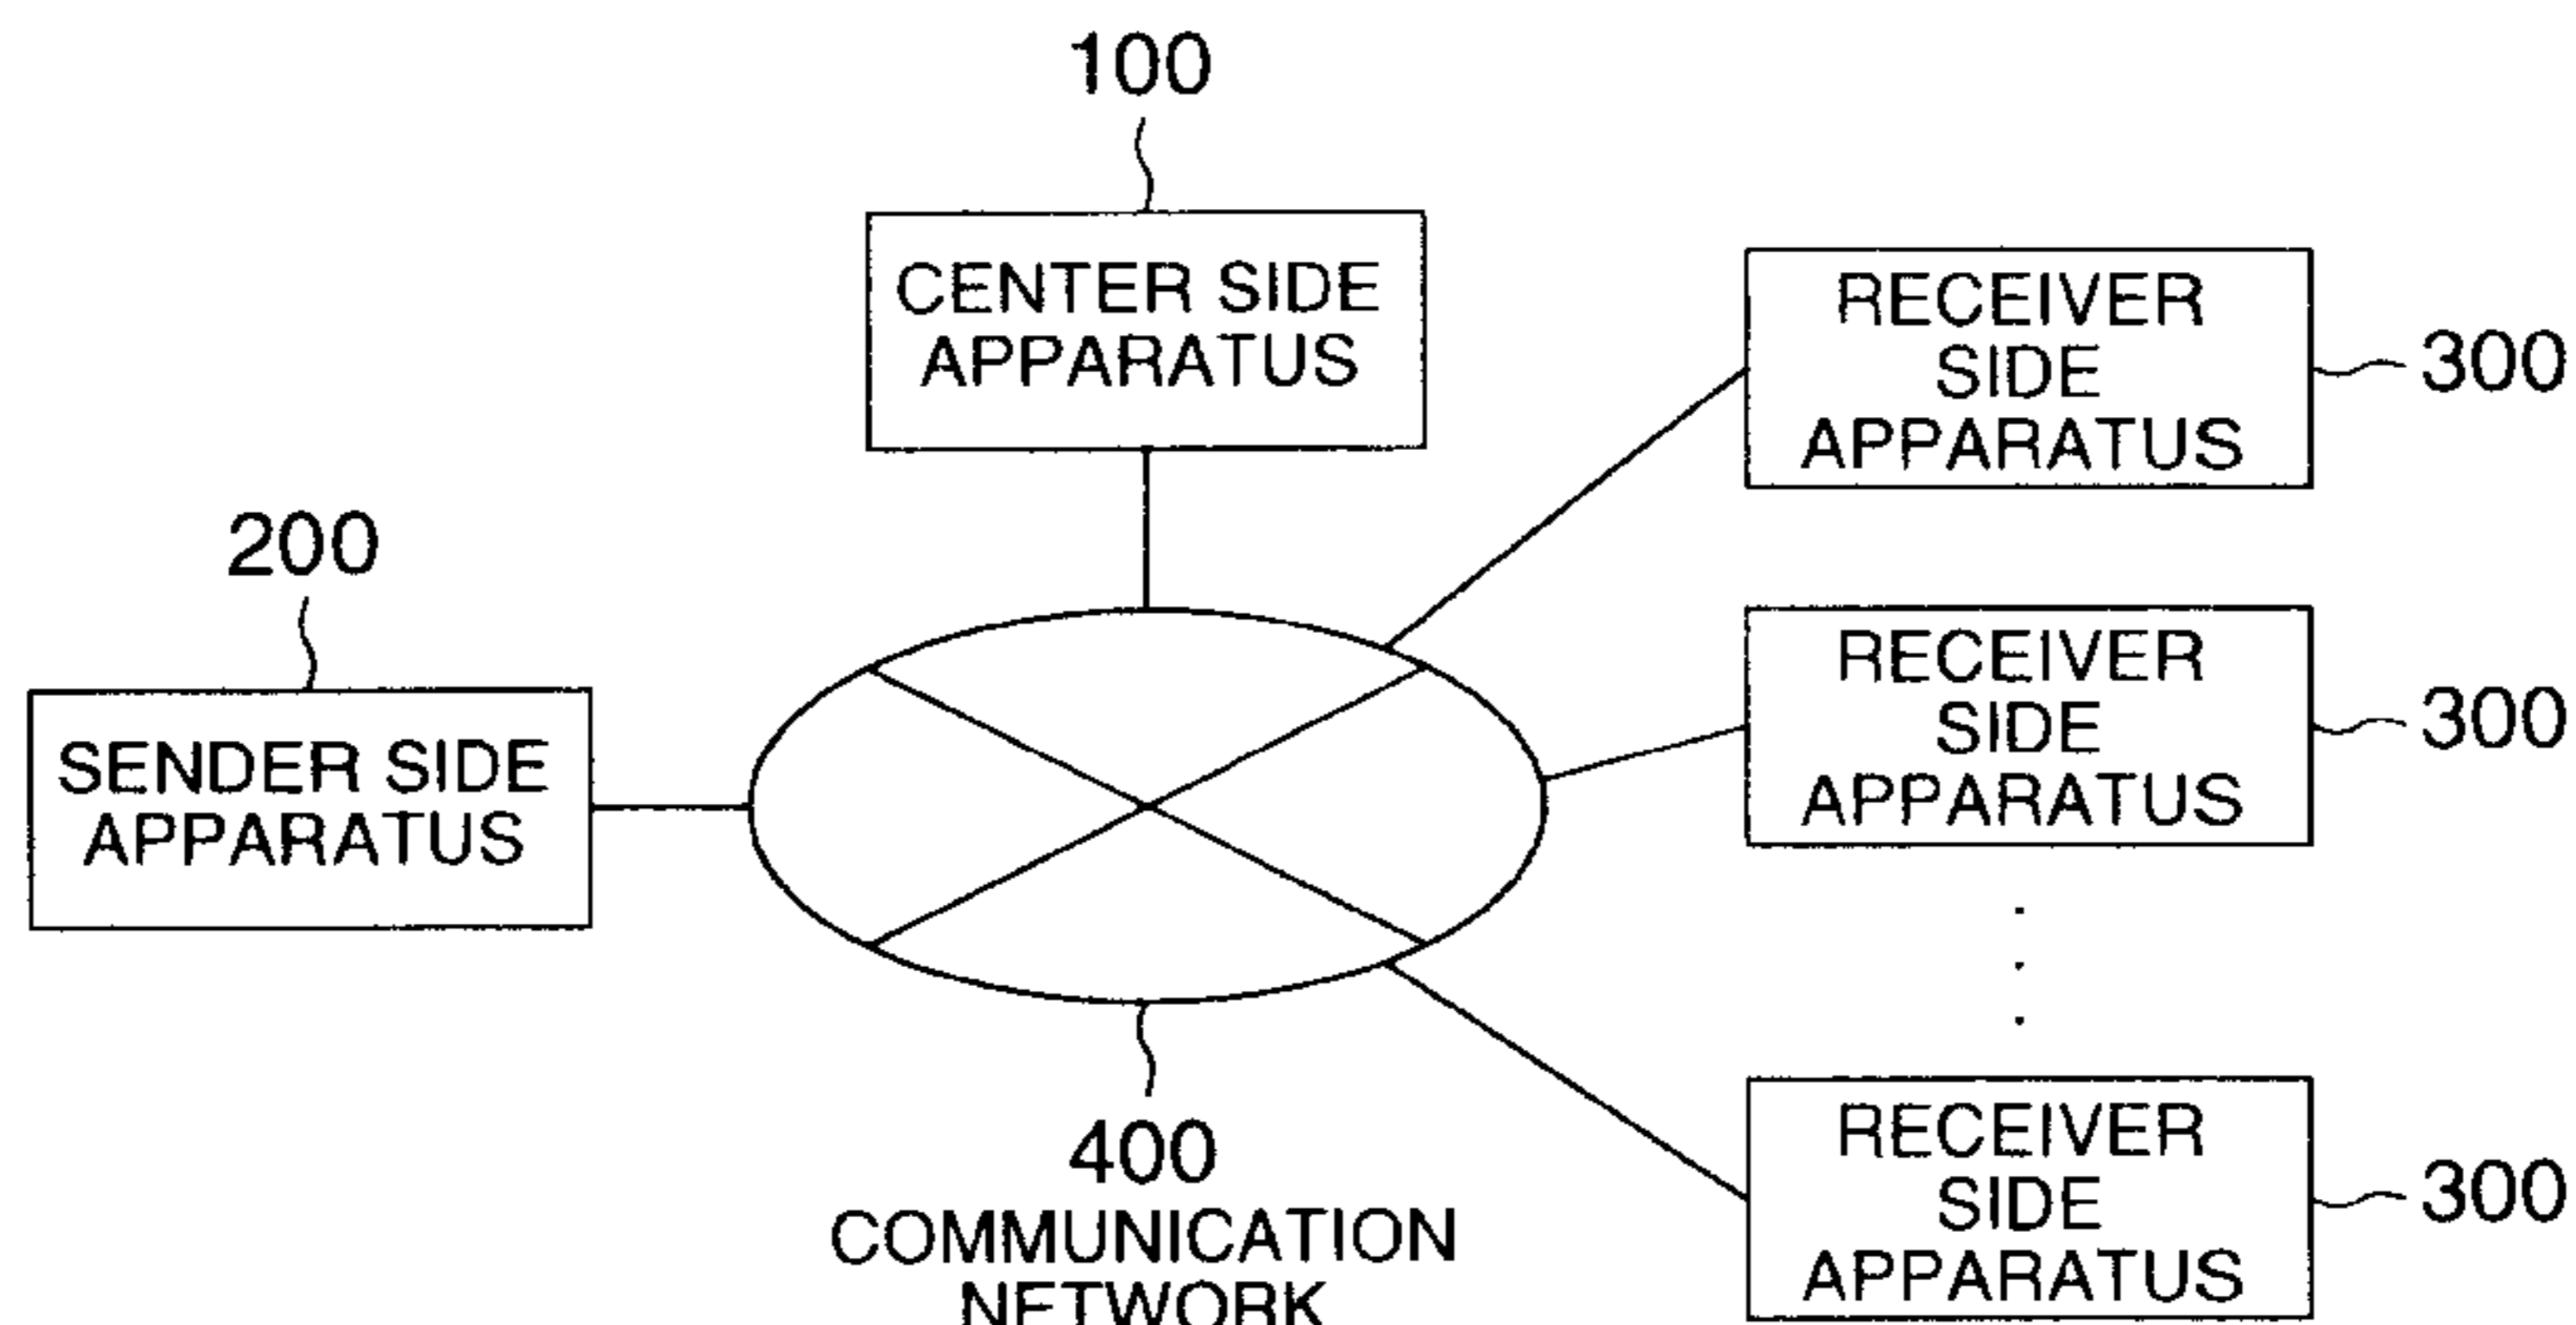 100
CENTER SIDE
APPARATUS
200
SENDER SIDE
APPARATUS
RECEIVER
SIDE
APPARATUS
300
RECEIVER
SIDE
APPARATUS
300
RECEIVER
SIDE
APPARATUS
300
400
COMMUNICATION
NETWORK